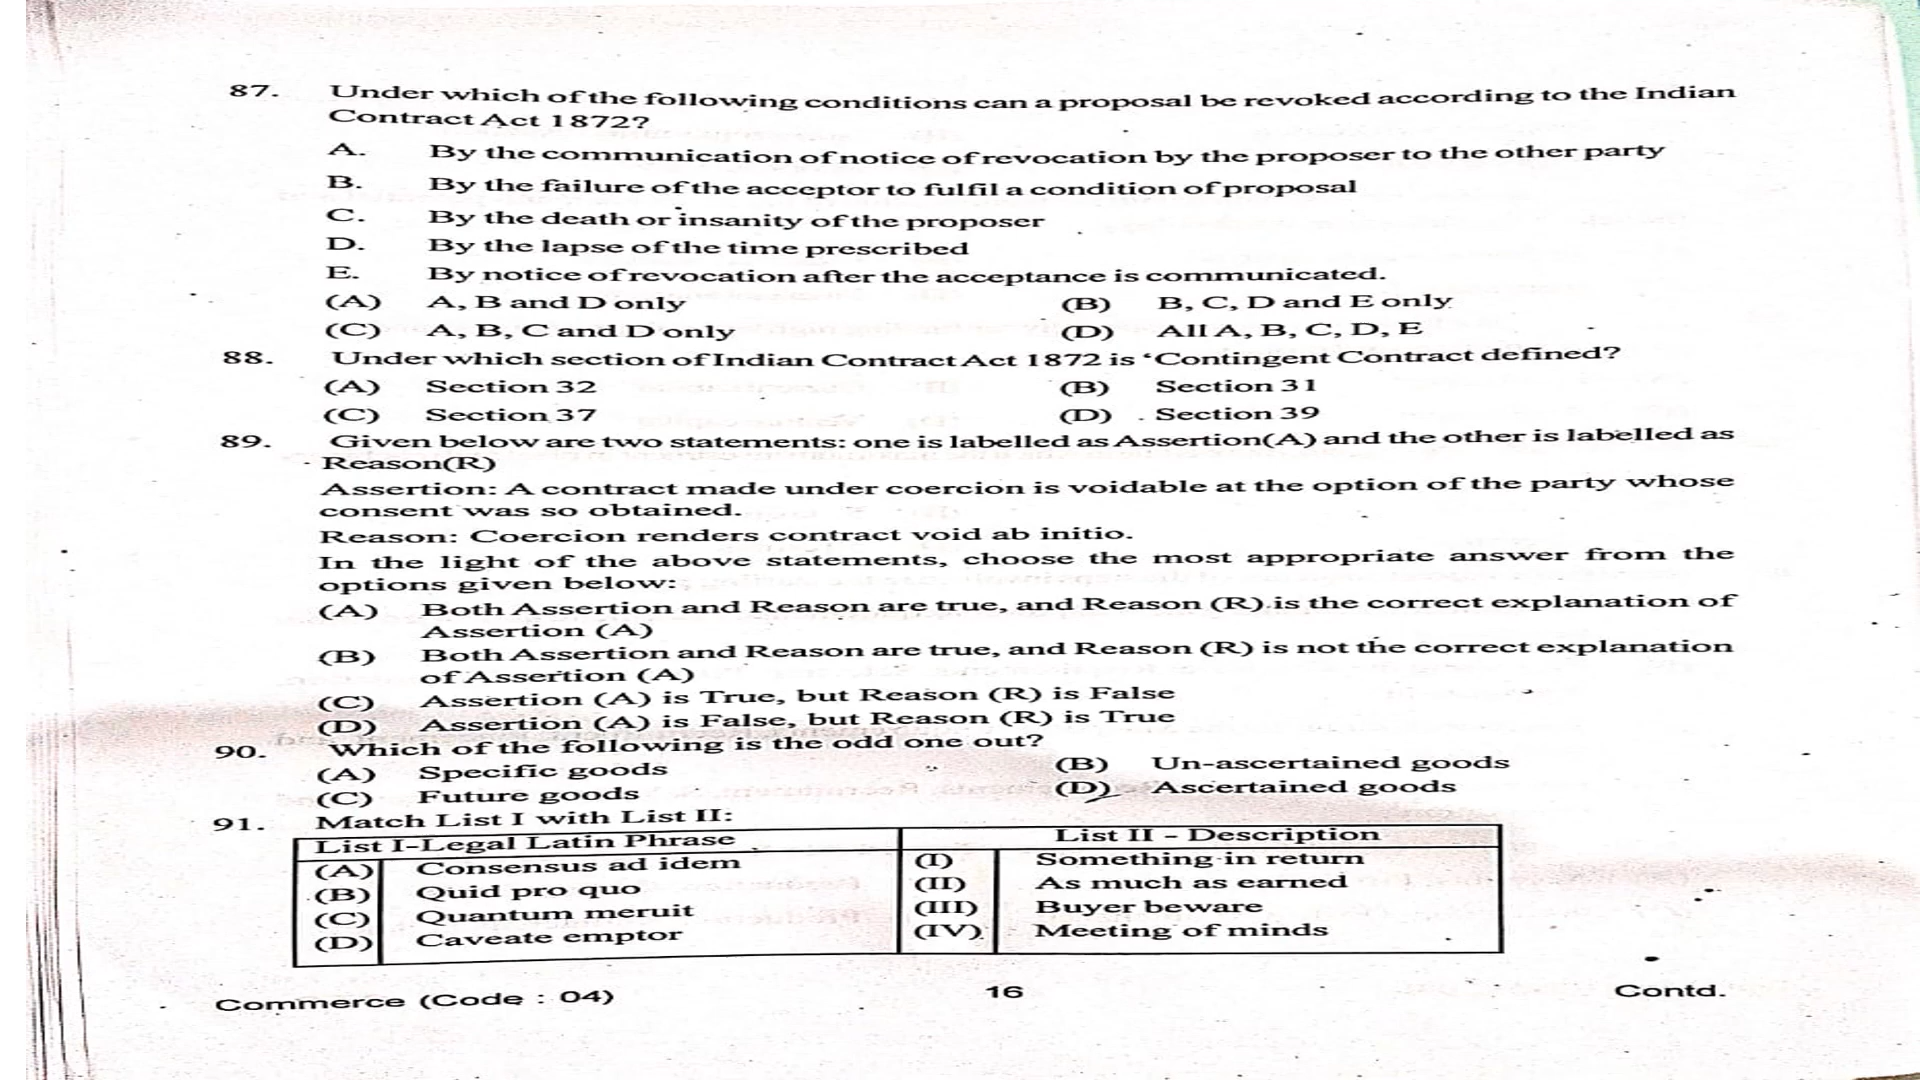 87. Under which of the following conditions can a proposal be revoked according to the Indian
Contract Act 1872?
A. By the communication of notice of revocation by the proposer to the other party
B. By the failure of the acceptor to fulfil a condition of proposal
C. By the death or insanity of the proposer
D. By the lapse of the time prescribed
E. By notice of revocation after the acceptance is communicated.
(A) A, B and D only (B) B, C, D and E only
(C) A, B, C and D only (D) All A, B, C, D, E
88. Under which section of Indian Contract Act 1872 is ‘Contingent Contract defined?
(A) Section 32 (B) Section 31
(C) Section 37 (D) Section 39
89. Given below are two statements: one is labelled as Assertion(A) and the other is labelled as
Reason(R)
Assertion: A contract made under coercion is voidable at the option of the party whose
consent was so obtained.
Reason: Coercion renders contract void ab initio.
In the light of the above statements, choose the most appropriate answer from the
options given below:
(A) Both Assertion and Reason are true, and Reason (R) is the correct explanation of
Assertion (A)
(B) Both Assertion and Reason are true, and Reason (R) is not the correct explanation
of Assertion (A)
(C) Assertion (A) is True, but Reason (R) is False
(D) Assertion (A) is False, but Reason (R) is True
90. Which of the following is the odd one out?
(A) Specific goods (B) Un-ascertained goods
(C) Future goods (D) Ascertained goods
91. Match List I with List II:
List I-Legal Latin Phrase List II – Description
(A) Consensus ad idem (I) Something in return
(B) Quid pro quo (II) As much as earned
(C) Quantum meruit (III) Buyer beware
(D) Caveate emptor (IV) Meeting of minds
Commerce (Code : 04) 16 Contd.